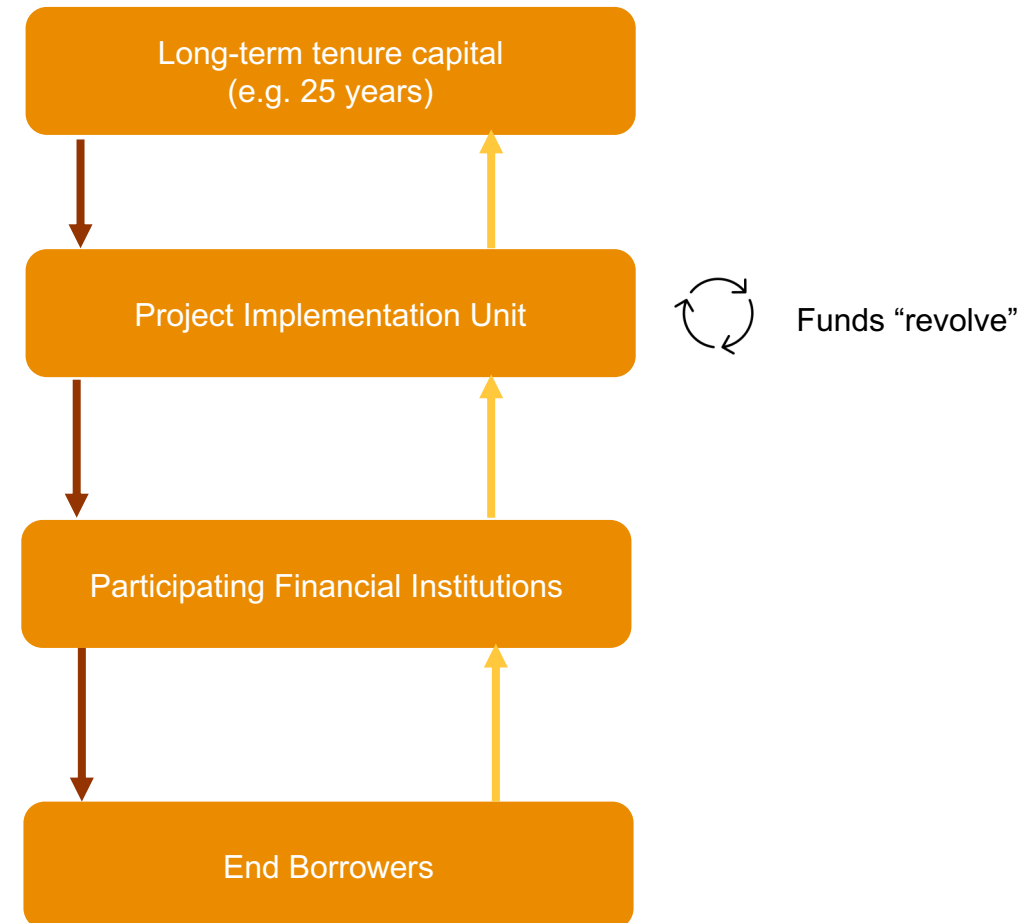 Long-term tenure capital
(e.g. 25 years)
Project Implementation Unit
Funds “revolve”
Participating Financial Institutions
End Borrowers